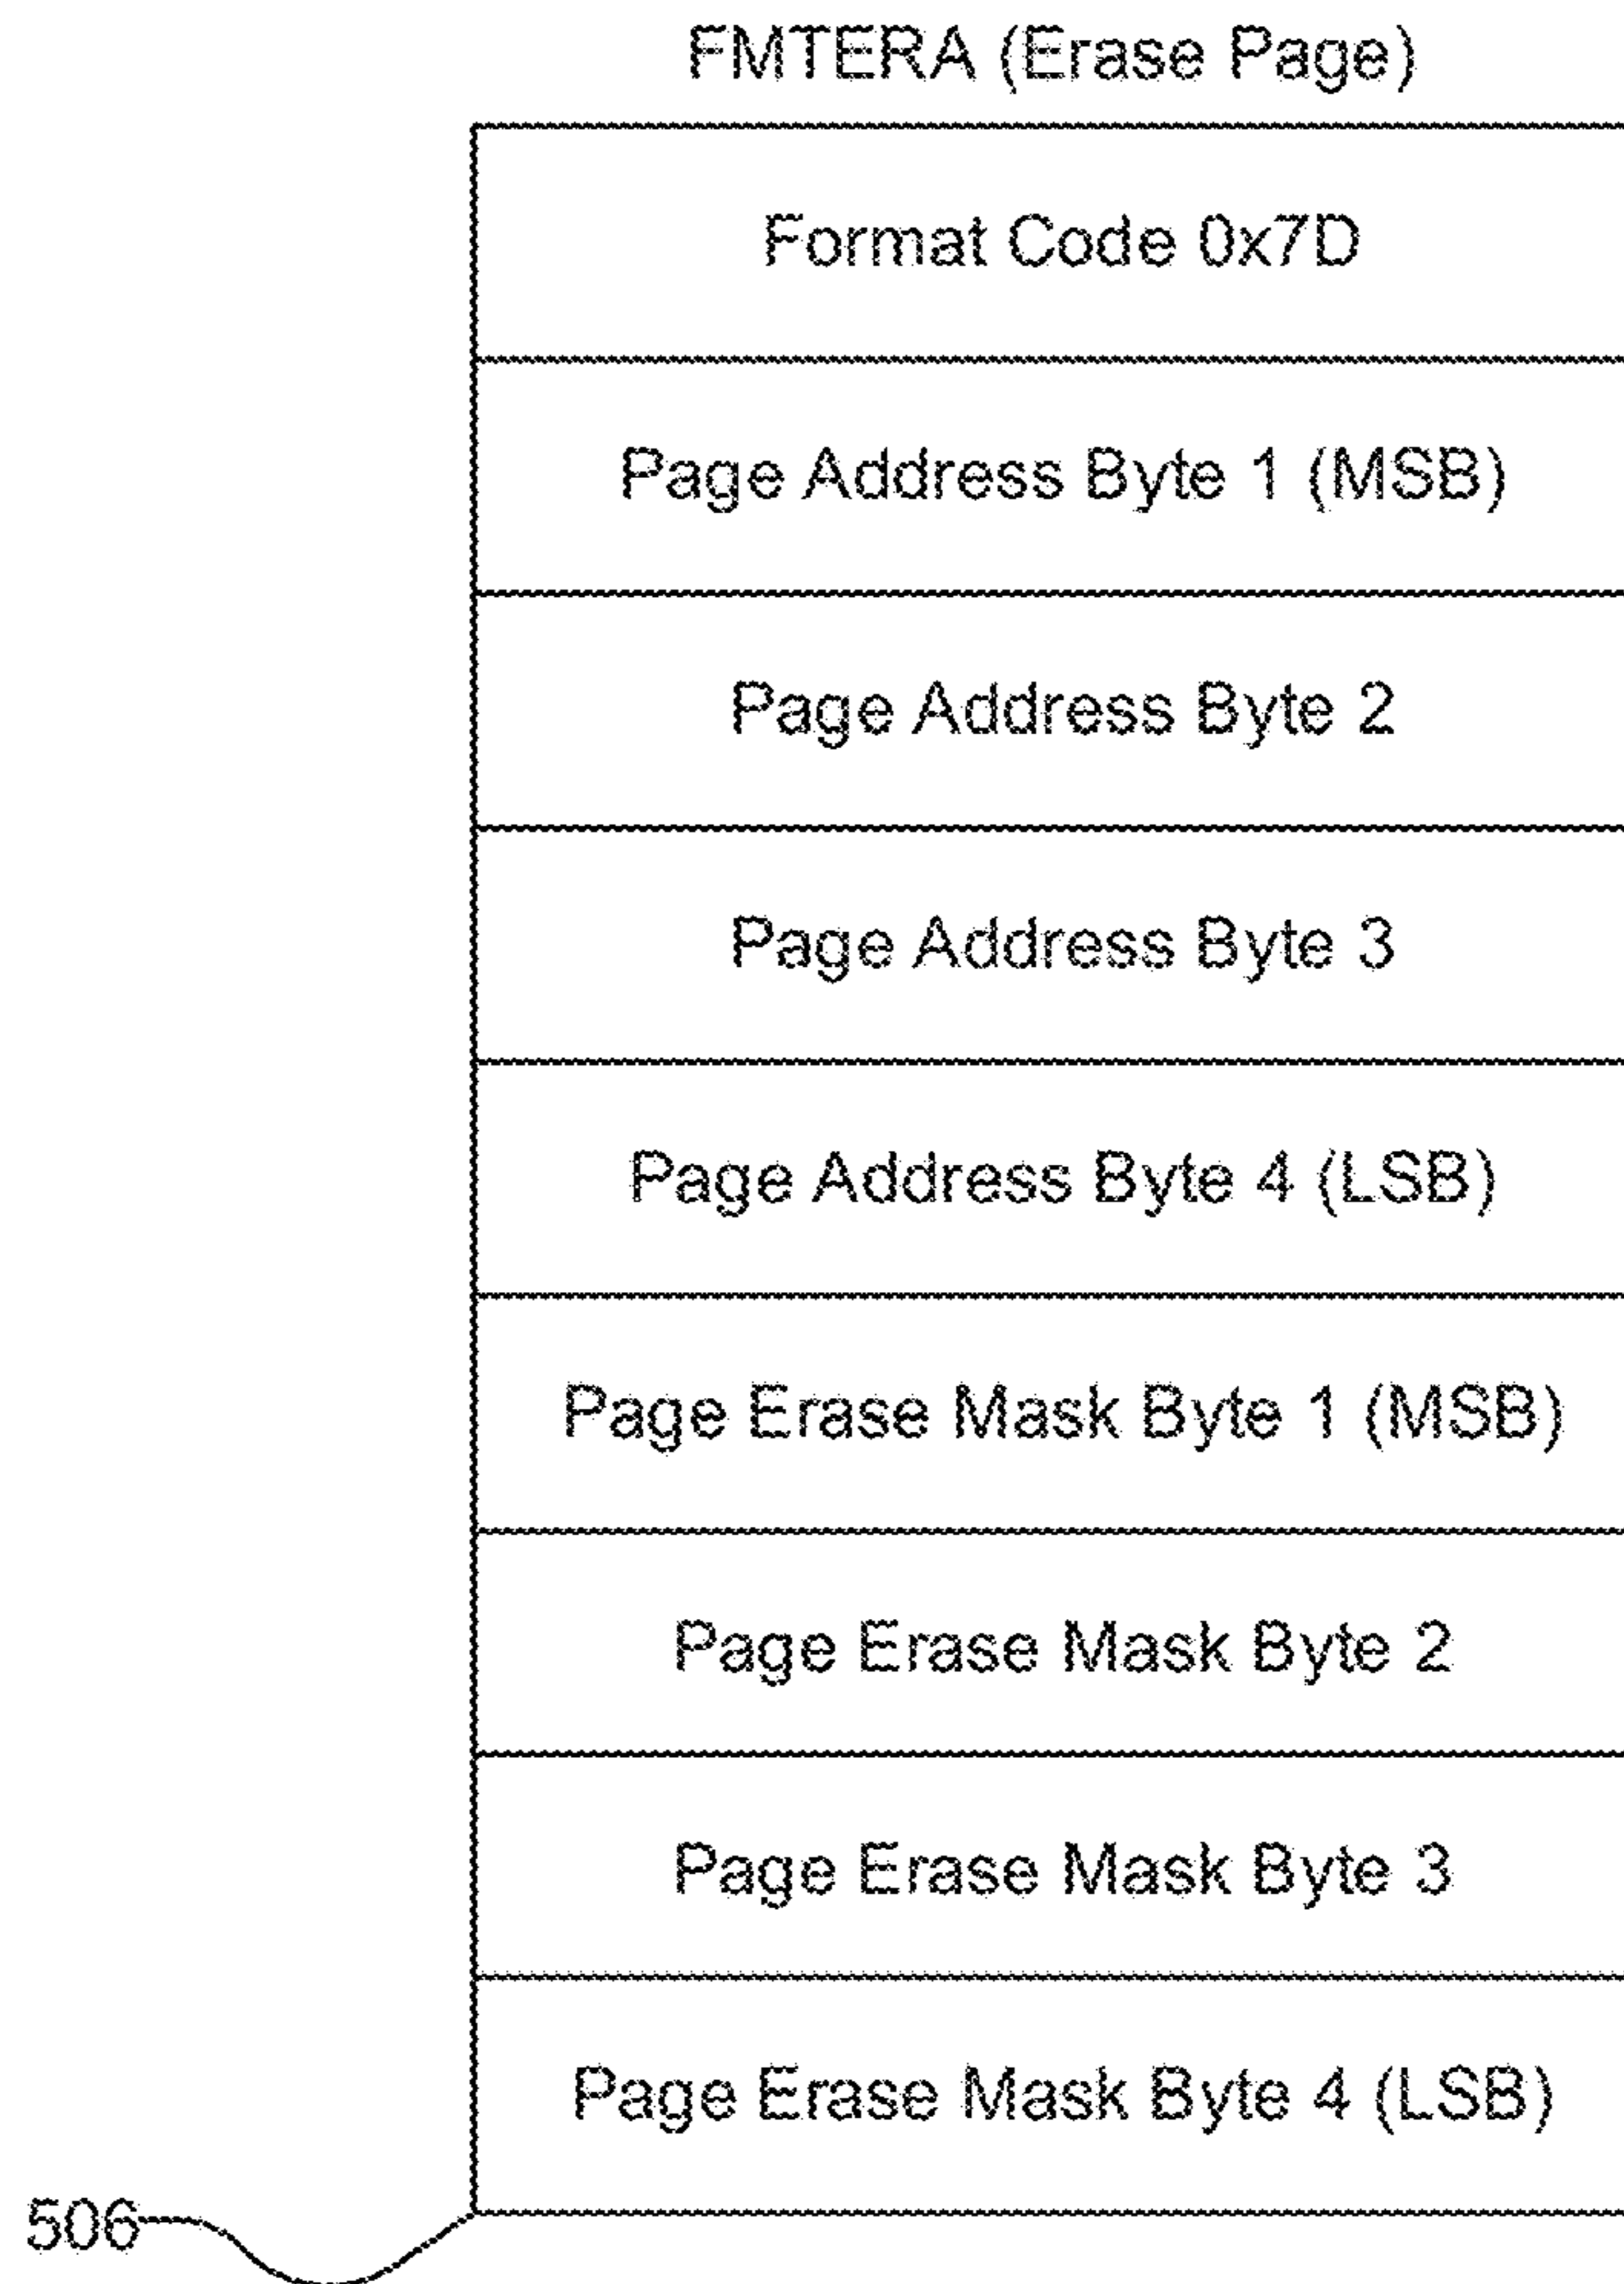 FMTERA (Erase Page)
Format Code 0x7D
Page Address Byte 1 (MSB)
Page Address Byte 2
Page Address Byte 3
Page Address Byte 4 (LSB)
Page Erase Mask Byte 1 (MSB)
Page Erase Mask Byte 2
Page Erase Mask Byte 3
Page Erase Mask Byte 4 (LSB)
506